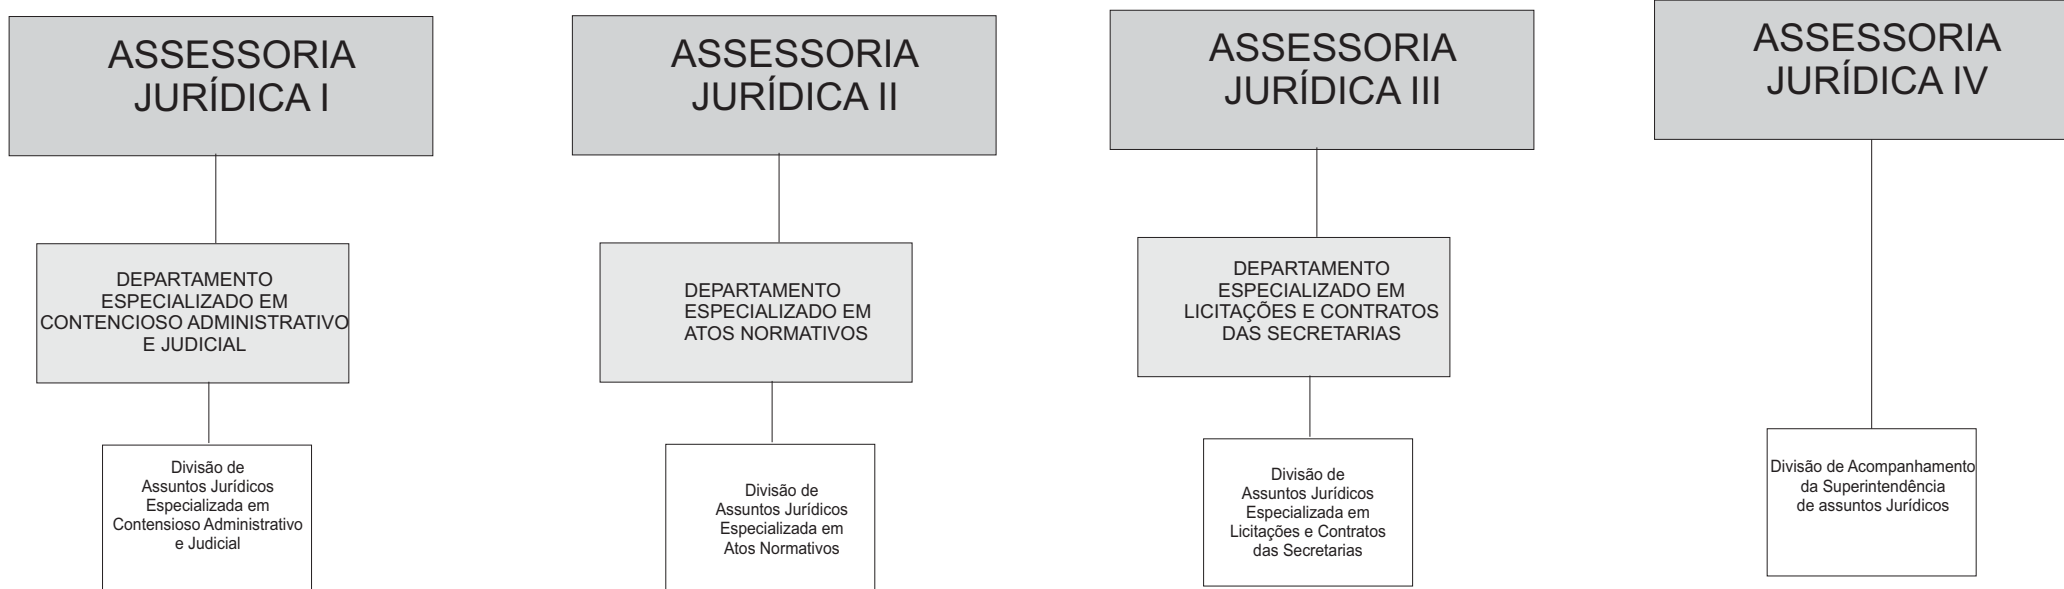 ASSESSORIA
JURÍDICA I
ASSESSORIA
JURÍDICA II
ASSESSORIA
JURÍDICA III
ASSESSORIA
JURÍDICA IV
DEPARTAMENTO
ESPECIALIZADO EM
CONTENCIOSO ADMINISTRATIVO
E JUDICIAL
DEPARTAMENTO
ESPECIALIZADO EM
ATOS NORMATIVOS
DEPARTAMENTO
ESPECIALIZADO EM
LICITAÇÕES E CONTRATOS
DAS SECRETARIAS
Divisão de
Assuntos Jurídicos
Especializada em
Contensioso Administrativo
e Judicial
Divisão de
Assuntos Jurídicos
Especializada em
Atos Normativos
Divisão de
Assuntos Jurídicos
Especializada em
Licitações e Contratos
das Secretarias
Divisão de Acompanhamento
da Superintendência
de assuntos Jurídicos